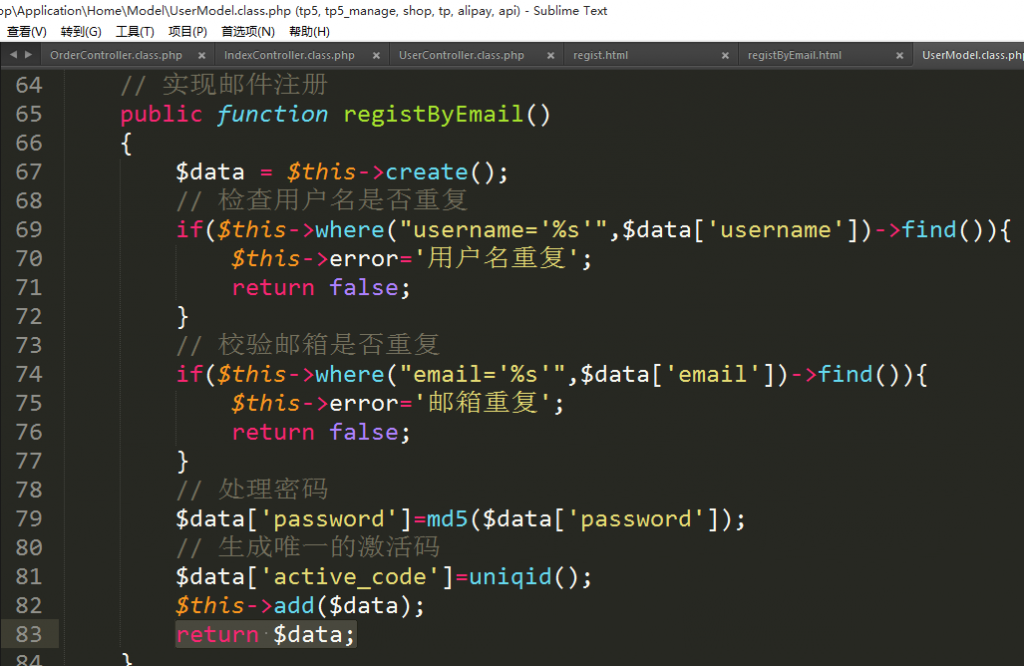 op\Application\Home\Model\UserModel.class.php (tp5, tp5_manage, shop, tp, alipay, api) - Sublime Text
查看(V) 转到(G) 工具(T) 项目(P) 首选项(N) 帮助(H)
OrderController.class.php × IndexController.class.php × UserController.class.php × regist.html × registByEmail.html × UserModel.class.php
64 // 实现邮件注册
65 public function registByEmail()
66 {
67 $data = $this->create();
68 // 检查用户名是否重复
69 if($this->where("username='%s'",$data['username'])->find()){
70 $this->error='用户名重复';
71 return false;
72 }
73 // 校验邮箱是否重复
74 if($this->where("email='%s'",$data['email'])->find()){
75 $this->error='邮箱重复';
76 return false;
77 }
78 // 处理密码
79 $data['password']=md5($data['password']);
80 // 生成唯一的激活码
81 $data['active_code']=uniqid();
82 $this->add($data);
83 return $data;
84 }